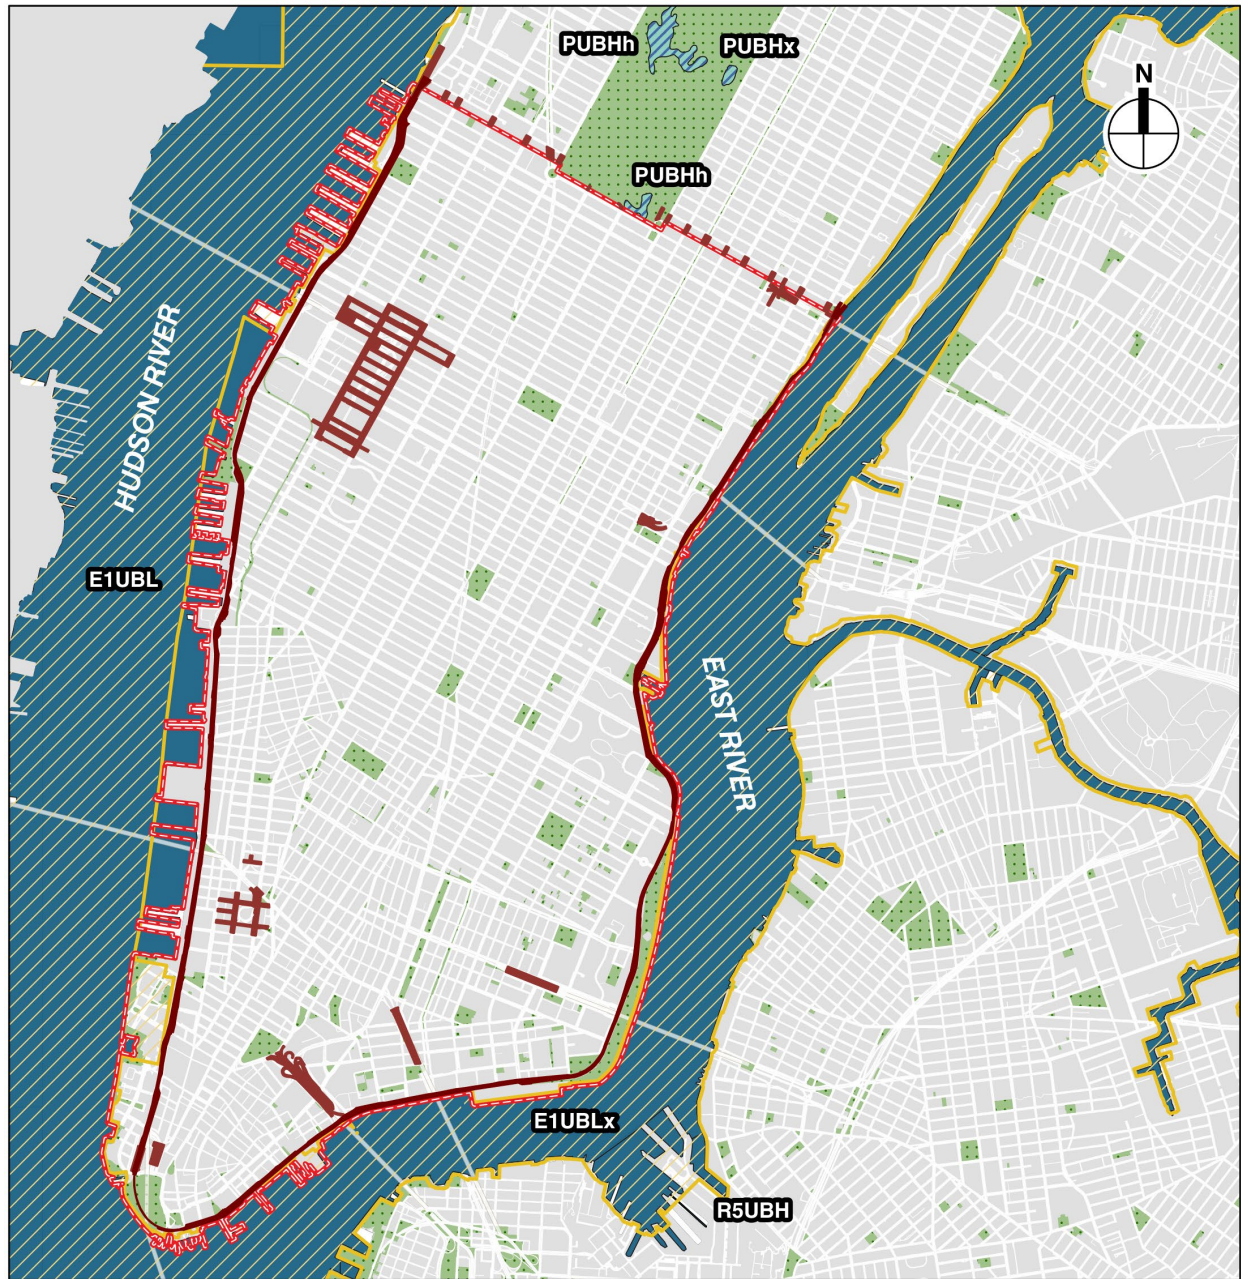 PUBHh
PUBHx
N
PUBHh
HUDSON RIVER
E1UBL
EAST RIVER
E1UBLx
R5UBH